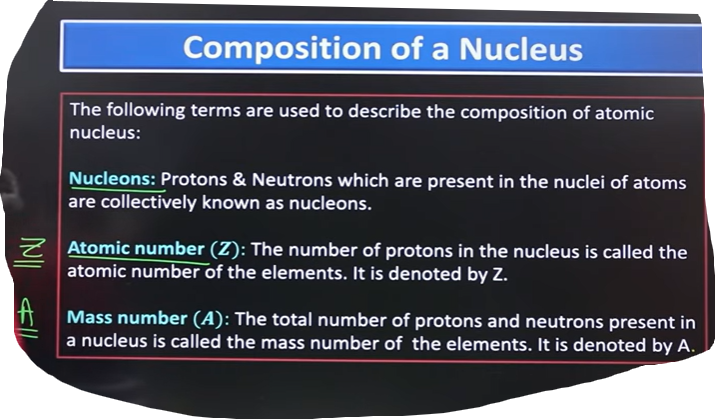 Composition of a Nucleus
The following terms are used to describe the composition of atomic
nucleus:
Nucleons: Protons & Neutrons which are present in the nuclei of atoms
are collectively known as nucleons.
Z
Atomic number (Z): The number of protons in the nucleus is called the
atomic number of the elements. It is denoted by Z.
A
Mass number (A): The total number of protons and neutrons present in
a nucleus is called the mass number of the elements. It is denoted by A.